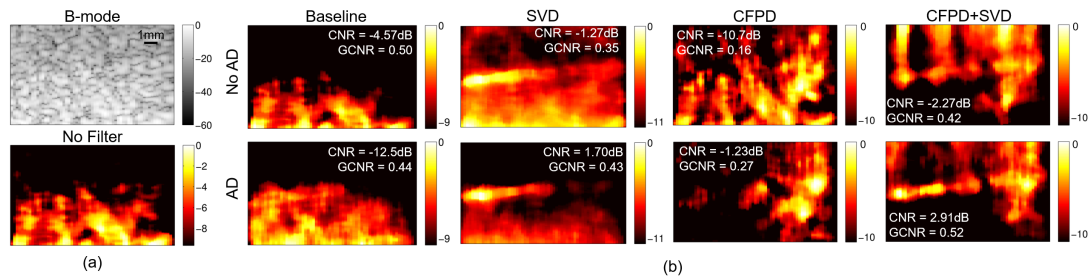 B-mode
1mm
0
−20
−40
−60
No Filter
0
−2
−4
−6
−8
(a)
Baseline
SVD
CFPD
CFPD+SVD
No AD
CNR = -4.57dB
GCNR = 0.50
0
−9
CNR = -1.27dB
GCNR = 0.35
0
−11
CNR = -10.7dB
GCNR = 0.16
0
−10
CNR = -2.27dB
GCNR = 0.42
0
−10
AD
CNR = -12.5dB
GCNR = 0.44
0
−9
CNR = 1.70dB
GCNR = 0.43
0
−11
CNR = -1.23dB
GCNR = 0.27
0
−10
CNR = 2.91dB
GCNR = 0.52
0
−10
(b)